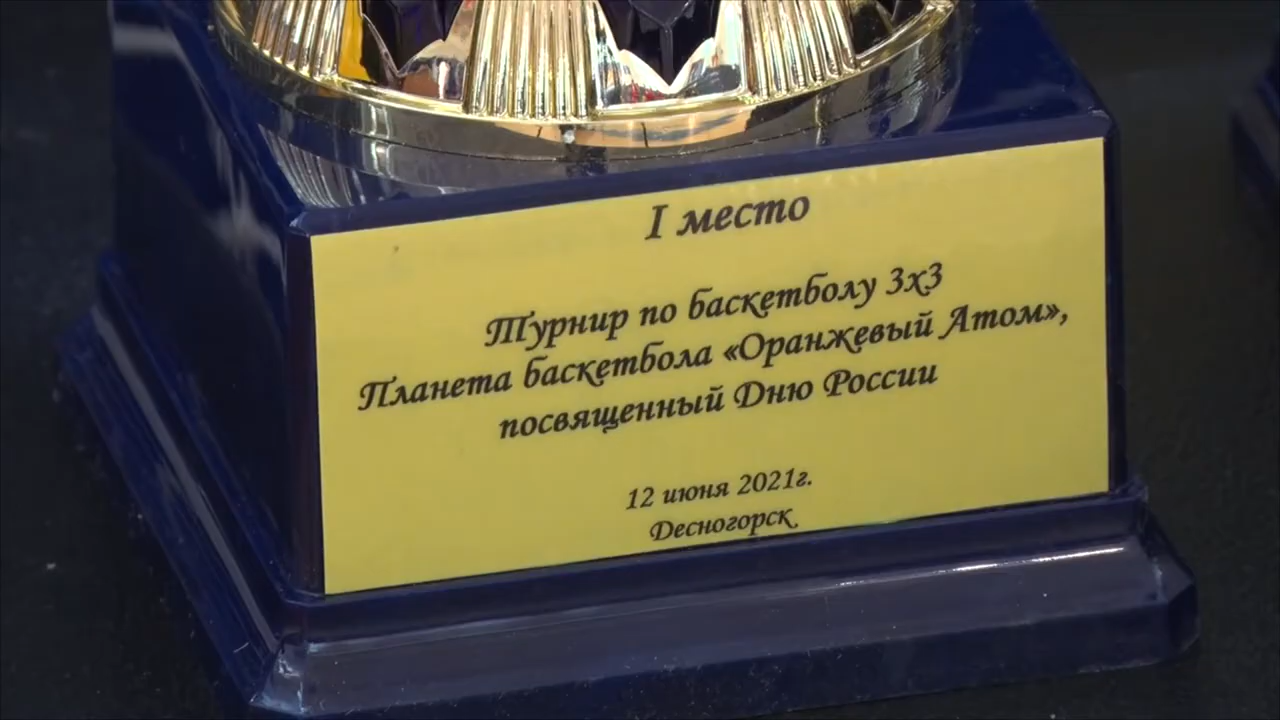 I место
Турнир по баскетболу 3х3
Планета баскетбола «Оранжевый Атом»,
посвященный Дню России
12 июня 2021г.
Десногорск